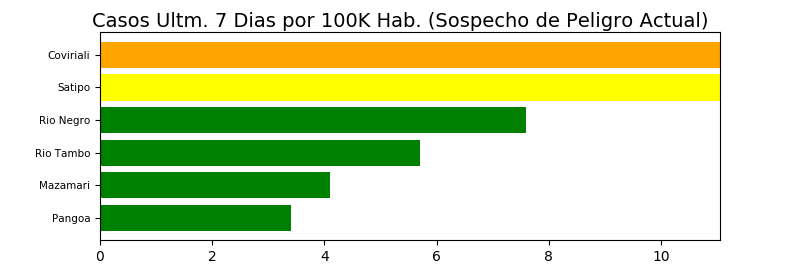 Casos Ultm. 7 Dias por 100K Hab. (Sospecho de Peligro Actual)
Coviriali
Satipo
Rio Negro
Rio Tambo
Mazamari
Pangoa
0 2 4 6 8 10